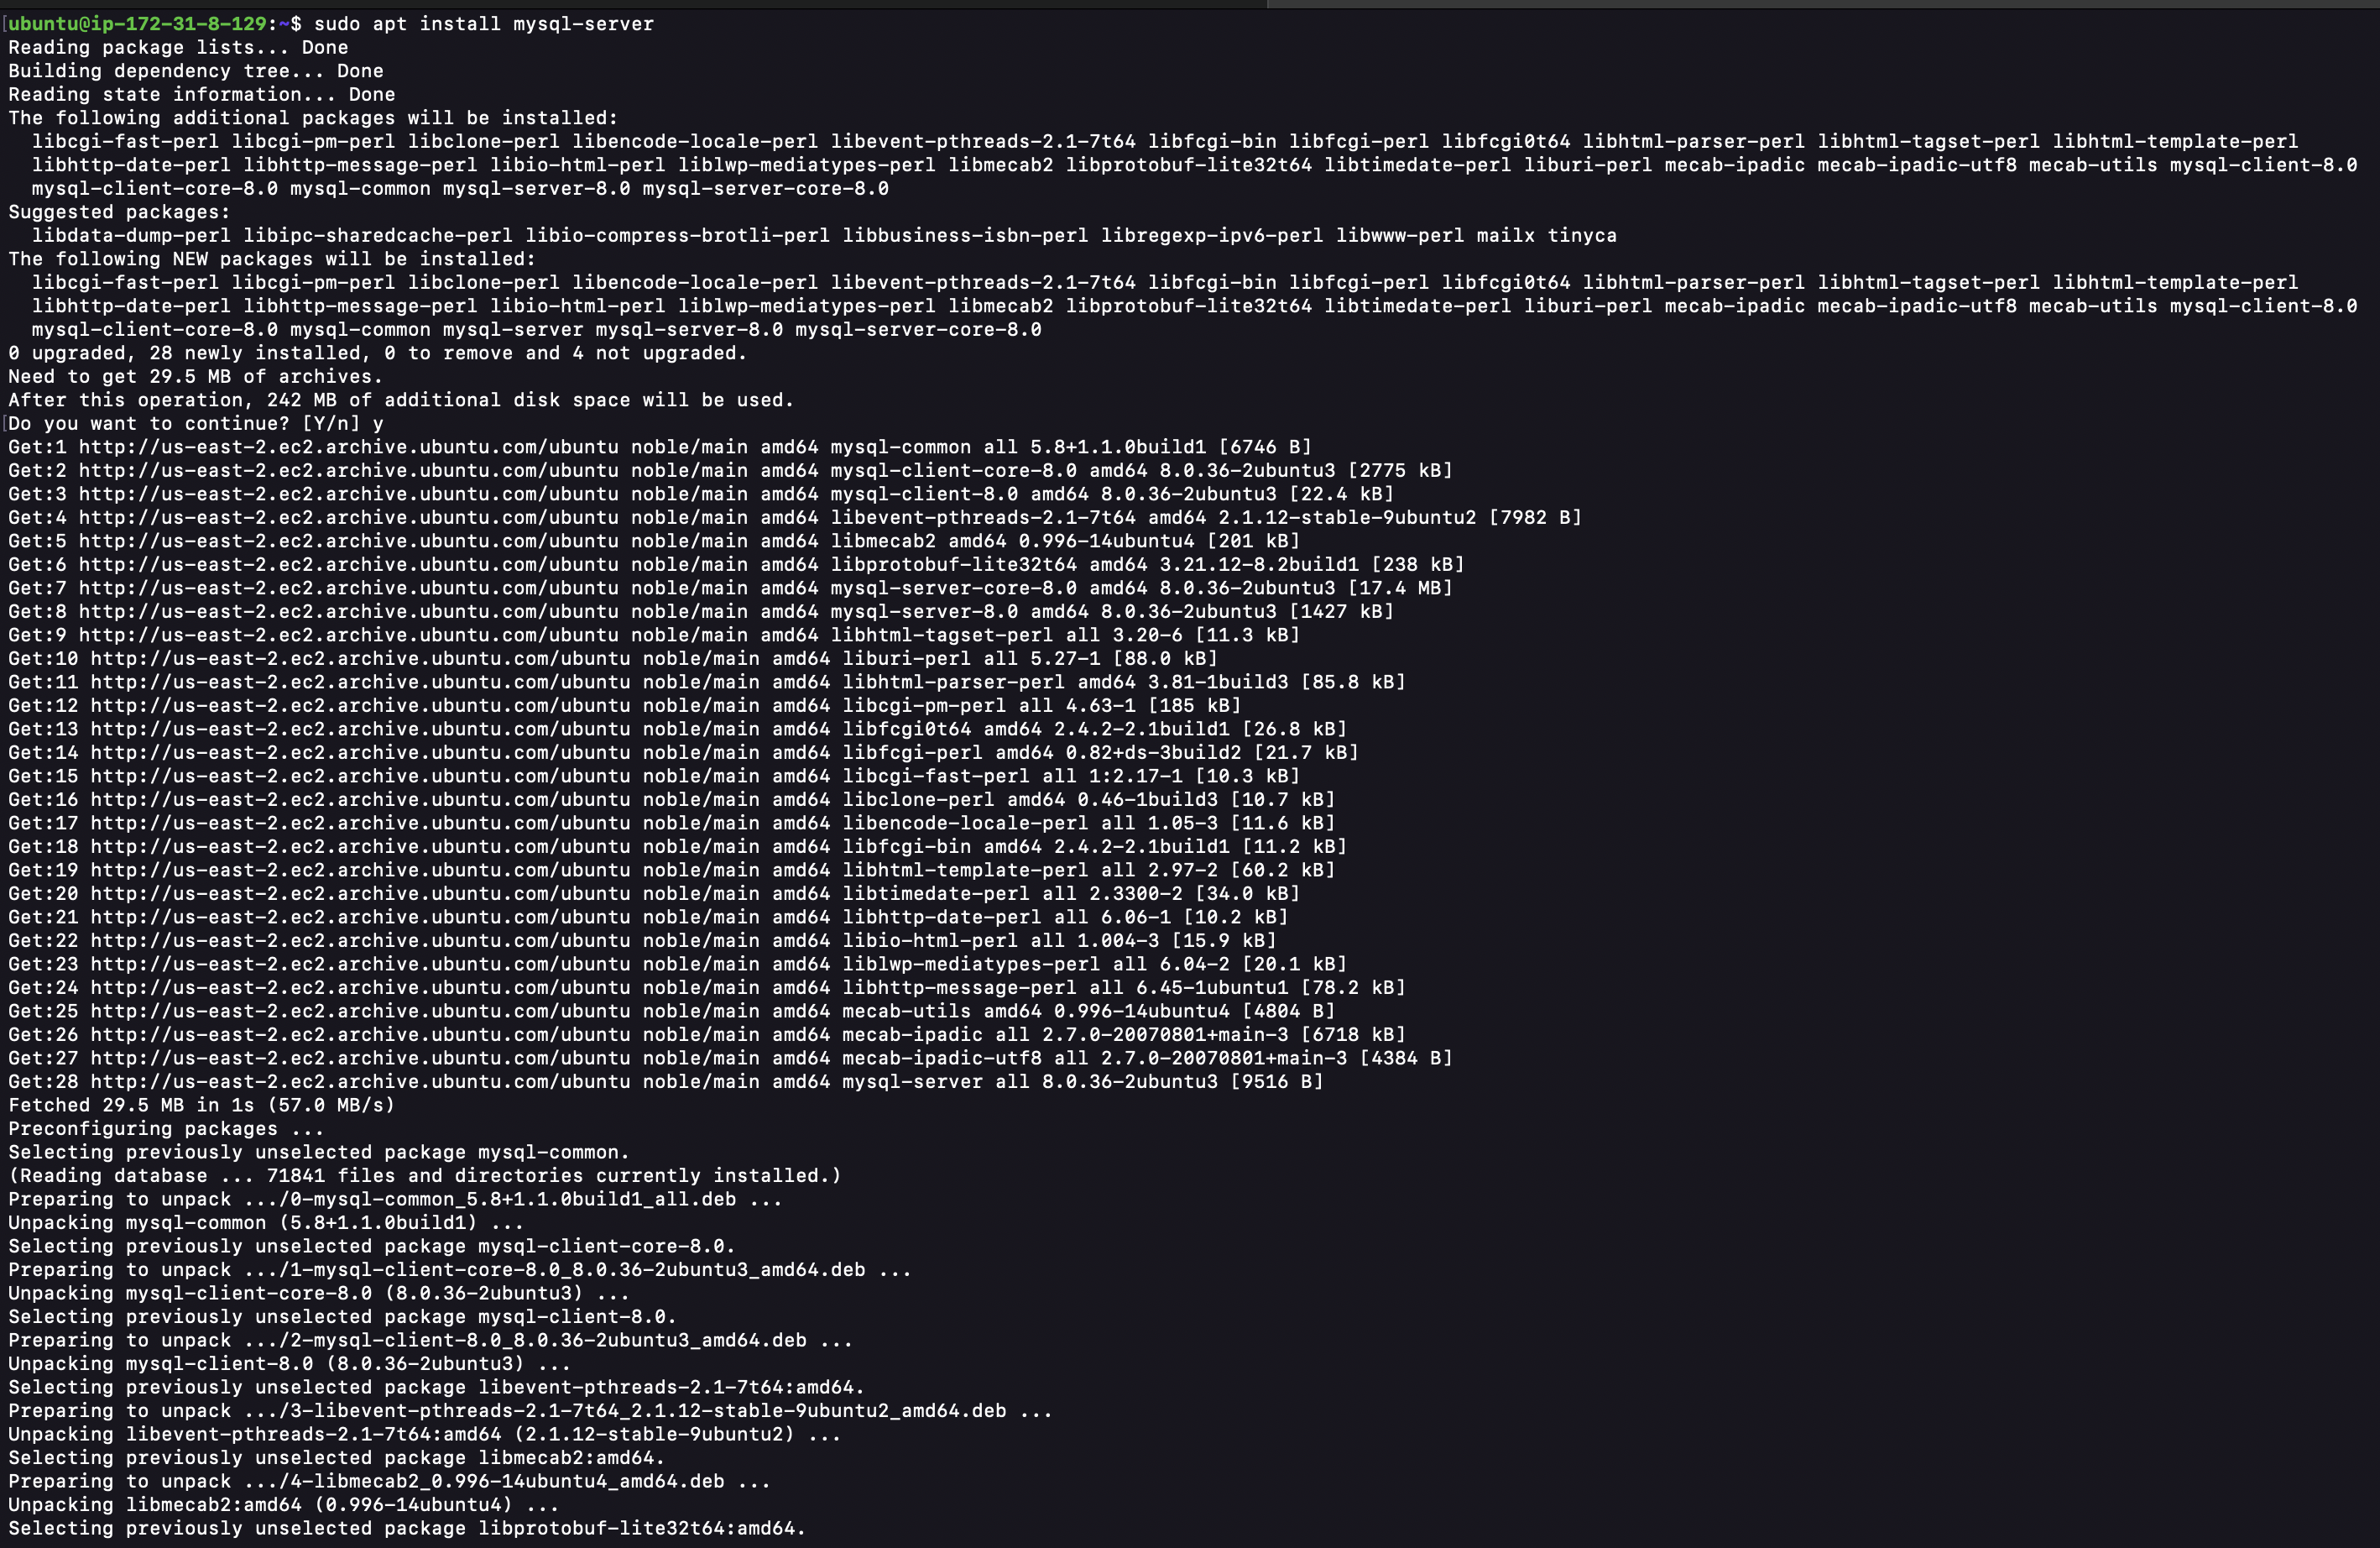 ubuntu@ip-172-31-8-129:~$ sudo apt install mysql-server
Reading package lists... Done
Building dependency tree... Done
Reading state information... Done
The following additional packages will be installed:
  libcgi-fast-perl libcgi-pm-perl libclone-perl libencode-locale-perl libevent-pthreads-2.1-7t64 libfcgi-bin libfcgi-perl libfcgi0t64 libhtml-parser-perl libhtml-tagset-perl libhtml-template-perl
  libhttp-date-perl libhttp-message-perl libio-html-perl liblwp-mediatypes-perl libmecab2 libprotobuf-lite32t64 libtimedate-perl liburi-perl mecab-ipadic mecab-ipadic-utf8 mecab-utils mysql-client-8.0
  mysql-client-core-8.0 mysql-common mysql-server-8.0 mysql-server-core-8.0
Suggested packages:
  libdata-dump-perl libipc-sharedcache-perl libio-compress-brotli-perl libbusiness-isbn-perl libregexp-ipv6-perl libwww-perl mailx tinyca
The following NEW packages will be installed:
  libcgi-fast-perl libcgi-pm-perl libclone-perl libencode-locale-perl libevent-pthreads-2.1-7t64 libfcgi-bin libfcgi-perl libfcgi0t64 libhtml-parser-perl libhtml-tagset-perl libhtml-template-perl
  libhttp-date-perl libhttp-message-perl libio-html-perl liblwp-mediatypes-perl libmecab2 libprotobuf-lite32t64 libtimedate-perl liburi-perl mecab-ipadic mecab-ipadic-utf8 mecab-utils mysql-client-8.0
  mysql-client-core-8.0 mysql-common mysql-server mysql-server-8.0 mysql-server-core-8.0
0 upgraded, 28 newly installed, 0 to remove and 4 not upgraded.
Need to get 29.5 MB of archives.
After this operation, 242 MB of additional disk space will be used.
Do you want to continue? [Y/n] y
Get:1 http://us-east-2.ec2.archive.ubuntu.com/ubuntu noble/main amd64 mysql-common all 5.8+1.1.0build1 [6746 B]
Get:2 http://us-east-2.ec2.archive.ubuntu.com/ubuntu noble/main amd64 mysql-client-core-8.0 amd64 8.0.36-2ubuntu3 [2775 kB]
Get:3 http://us-east-2.ec2.archive.ubuntu.com/ubuntu noble/main amd64 mysql-client-8.0 amd64 8.0.36-2ubuntu3 [22.4 kB]
Get:4 http://us-east-2.ec2.archive.ubuntu.com/ubuntu noble/main amd64 libevent-pthreads-2.1-7t64 amd64 2.1.12-stable-9ubuntu2 [7982 B]
Get:5 http://us-east-2.ec2.archive.ubuntu.com/ubuntu noble/main amd64 libmecab2 amd64 0.996-14ubuntu4 [201 kB]
Get:6 http://us-east-2.ec2.archive.ubuntu.com/ubuntu noble/main amd64 libprotobuf-lite32t64 amd64 3.21.12-8.2build1 [238 kB]
Get:7 http://us-east-2.ec2.archive.ubuntu.com/ubuntu noble/main amd64 mysql-server-core-8.0 amd64 8.0.36-2ubuntu3 [17.4 MB]
Get:8 http://us-east-2.ec2.archive.ubuntu.com/ubuntu noble/main amd64 mysql-server-8.0 amd64 8.0.36-2ubuntu3 [1427 kB]
Get:9 http://us-east-2.ec2.archive.ubuntu.com/ubuntu noble/main amd64 libhtml-tagset-perl all 3.20-6 [11.3 kB]
Get:10 http://us-east-2.ec2.archive.ubuntu.com/ubuntu noble/main amd64 liburi-perl all 5.27-1 [88.0 kB]
Get:11 http://us-east-2.ec2.archive.ubuntu.com/ubuntu noble/main amd64 libhtml-parser-perl amd64 3.81-1build3 [85.8 kB]
Get:12 http://us-east-2.ec2.archive.ubuntu.com/ubuntu noble/main amd64 libcgi-pm-perl all 4.63-1 [185 kB]
Get:13 http://us-east-2.ec2.archive.ubuntu.com/ubuntu noble/main amd64 libfcgi0t64 amd64 2.4.2-2.1build1 [26.8 kB]
Get:14 http://us-east-2.ec2.archive.ubuntu.com/ubuntu noble/main amd64 libfcgi-perl amd64 0.82+ds-3build2 [21.7 kB]
Get:15 http://us-east-2.ec2.archive.ubuntu.com/ubuntu noble/main amd64 libcgi-fast-perl all 1:2.17-1 [10.3 kB]
Get:16 http://us-east-2.ec2.archive.ubuntu.com/ubuntu noble/main amd64 libclone-perl amd64 0.46-1build3 [10.7 kB]
Get:17 http://us-east-2.ec2.archive.ubuntu.com/ubuntu noble/main amd64 libencode-locale-perl all 1.05-3 [11.6 kB]
Get:18 http://us-east-2.ec2.archive.ubuntu.com/ubuntu noble/main amd64 libfcgi-bin amd64 2.4.2-2.1build1 [11.2 kB]
Get:19 http://us-east-2.ec2.archive.ubuntu.com/ubuntu noble/main amd64 libhtml-template-perl all 2.97-2 [60.2 kB]
Get:20 http://us-east-2.ec2.archive.ubuntu.com/ubuntu noble/main amd64 libtimedate-perl all 2.3300-2 [34.0 kB]
Get:21 http://us-east-2.ec2.archive.ubuntu.com/ubuntu noble/main amd64 libhttp-date-perl all 6.06-1 [10.2 kB]
Get:22 http://us-east-2.ec2.archive.ubuntu.com/ubuntu noble/main amd64 libio-html-perl all 1.004-3 [15.9 kB]
Get:23 http://us-east-2.ec2.archive.ubuntu.com/ubuntu noble/main amd64 liblwp-mediatypes-perl all 6.04-2 [20.1 kB]
Get:24 http://us-east-2.ec2.archive.ubuntu.com/ubuntu noble/main amd64 libhttp-message-perl all 6.45-1ubuntu1 [78.2 kB]
Get:25 http://us-east-2.ec2.archive.ubuntu.com/ubuntu noble/main amd64 mecab-utils amd64 0.996-14ubuntu4 [4804 B]
Get:26 http://us-east-2.ec2.archive.ubuntu.com/ubuntu noble/main amd64 mecab-ipadic all 2.7.0-20070801+main-3 [6718 kB]
Get:27 http://us-east-2.ec2.archive.ubuntu.com/ubuntu noble/main amd64 mecab-ipadic-utf8 all 2.7.0-20070801+main-3 [4384 B]
Get:28 http://us-east-2.ec2.archive.ubuntu.com/ubuntu noble/main amd64 mysql-server all 8.0.36-2ubuntu3 [9516 B]
Fetched 29.5 MB in 1s (57.0 MB/s)
Preconfiguring packages ...
Selecting previously unselected package mysql-common.
(Reading database ... 71841 files and directories currently installed.)
Preparing to unpack .../0-mysql-common_5.8+1.1.0build1_all.deb ...
Unpacking mysql-common (5.8+1.1.0build1) ...
Selecting previously unselected package mysql-client-core-8.0.
Preparing to unpack .../1-mysql-client-core-8.0_8.0.36-2ubuntu3_amd64.deb ...
Unpacking mysql-client-core-8.0 (8.0.36-2ubuntu3) ...
Selecting previously unselected package mysql-client-8.0.
Preparing to unpack .../2-mysql-client-8.0_8.0.36-2ubuntu3_amd64.deb ...
Unpacking mysql-client-8.0 (8.0.36-2ubuntu3) ...
Selecting previously unselected package libevent-pthreads-2.1-7t64:amd64.
Preparing to unpack .../3-libevent-pthreads-2.1-7t64_2.1.12-stable-9ubuntu2_amd64.deb ...
Unpacking libevent-pthreads-2.1-7t64:amd64 (2.1.12-stable-9ubuntu2) ...
Selecting previously unselected package libmecab2:amd64.
Preparing to unpack .../4-libmecab2_0.996-14ubuntu4_amd64.deb ...
Unpacking libmecab2:amd64 (0.996-14ubuntu4) ...
Selecting previously unselected package libprotobuf-lite32t64:amd64.